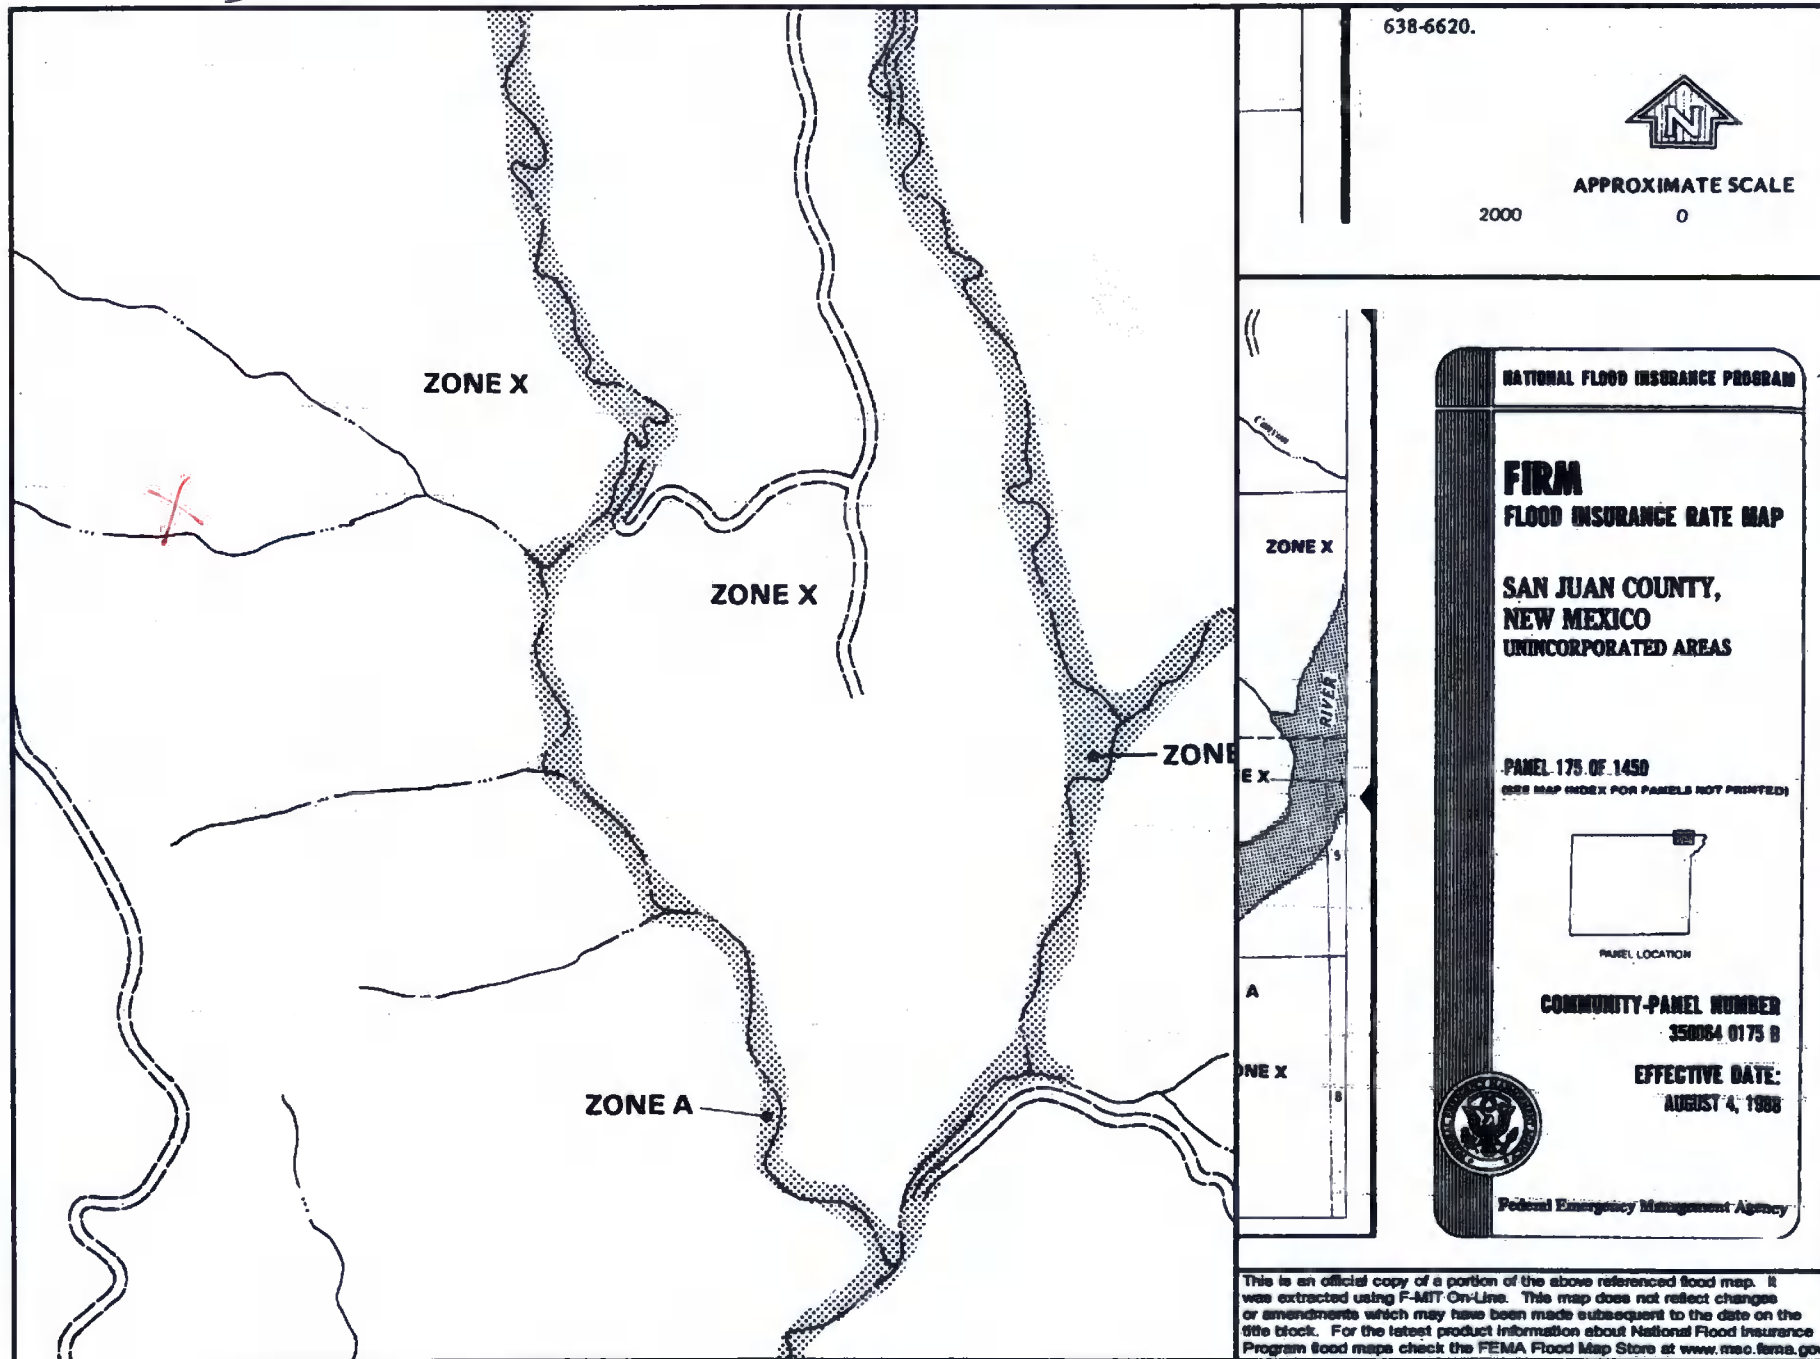 638-6620.
N
APPROXIMATE SCALE
2000 0
ZONE X
ZONE X
ZONE
ZONE A
Canyon
ZONE X
RIVER
E X
5
A
ONE X
8
NATIONAL FLOOD INSURANCE PROGRAM
FIRM
FLOOD INSURANCE RATE MAP
SAN JUAN COUNTY,
NEW MEXICO
UNINCORPORATED AREAS
PANEL 175 OF 1450
(SEE MAP INDEX FOR PANELS NOT PRINTED)
PANEL LOCATION
COMMUNITY-PANEL NUMBER
350064 0175 B
EFFECTIVE DATE:
AUGUST 4, 1988
Federal Emergency Management Agency
This is an official copy of a portion of the above referenced flood map. It
was extracted using F-MIT On-Line. This map does not reflect changes
or amendments which may have been made subsequent to the date on the
title block. For the latest product information about National Flood Insurance
Program flood maps check the FEMA Flood Map Store at www.msc.fema.go